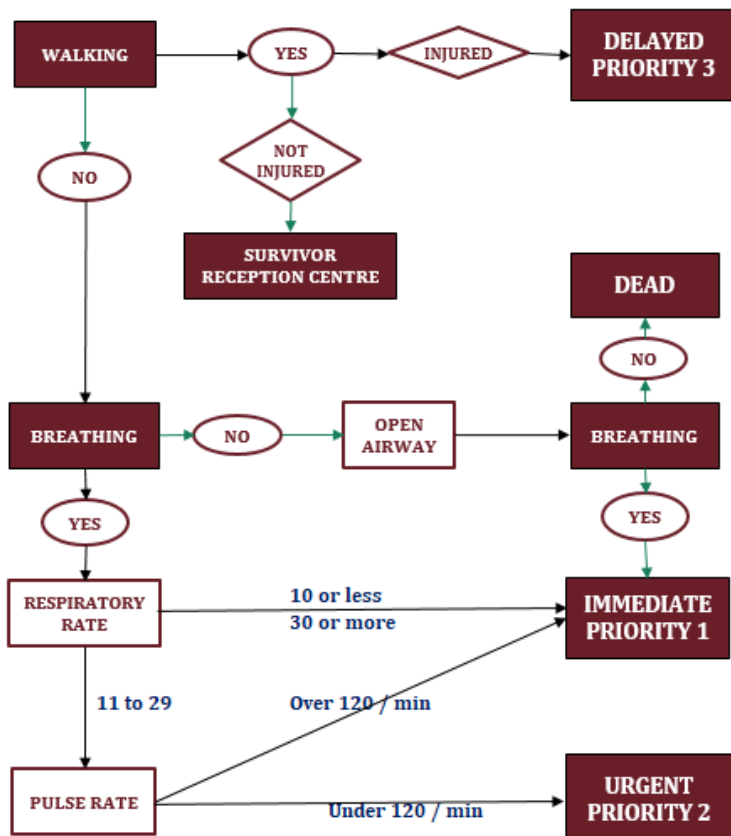 WALKING
YES
INJURED
DELAYED
PRIORITY 3
NO
NOT
INJURED
SURVIVOR
RECEPTION CENTRE
DEAD
NO
BREATHING
NO
OPEN
AIRWAY
BREATHING
YES
YES
RESPIRATORY
RATE
10 or less
30 or more
IMMEDIATE
PRIORITY 1
11 to 29
Over 120 / min
PULSE RATE
Under 120 / min
URGENT
PRIORITY 2